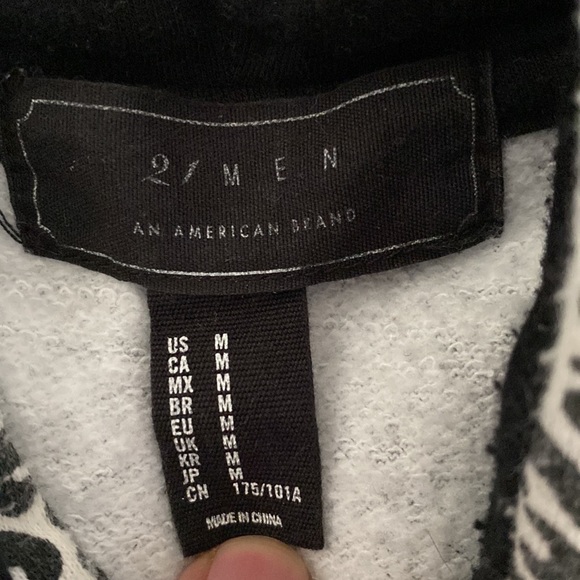 21 MEN
AN AMERICAN BRAND
US M
CA M
MX M
BR M
EU M
UK M
KR M
JP M
CN 175/101A
MADE IN CHINA